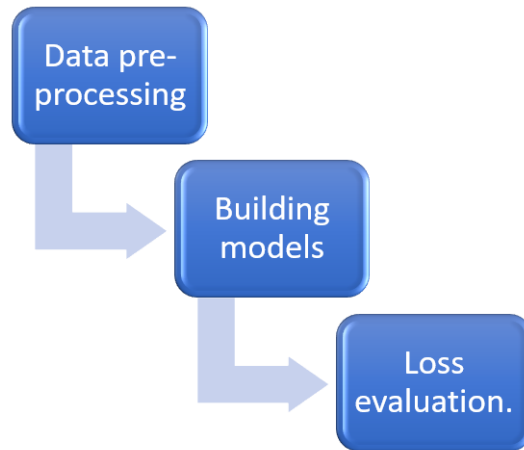 Data pre-
processing
Building
models
Loss
evaluation.